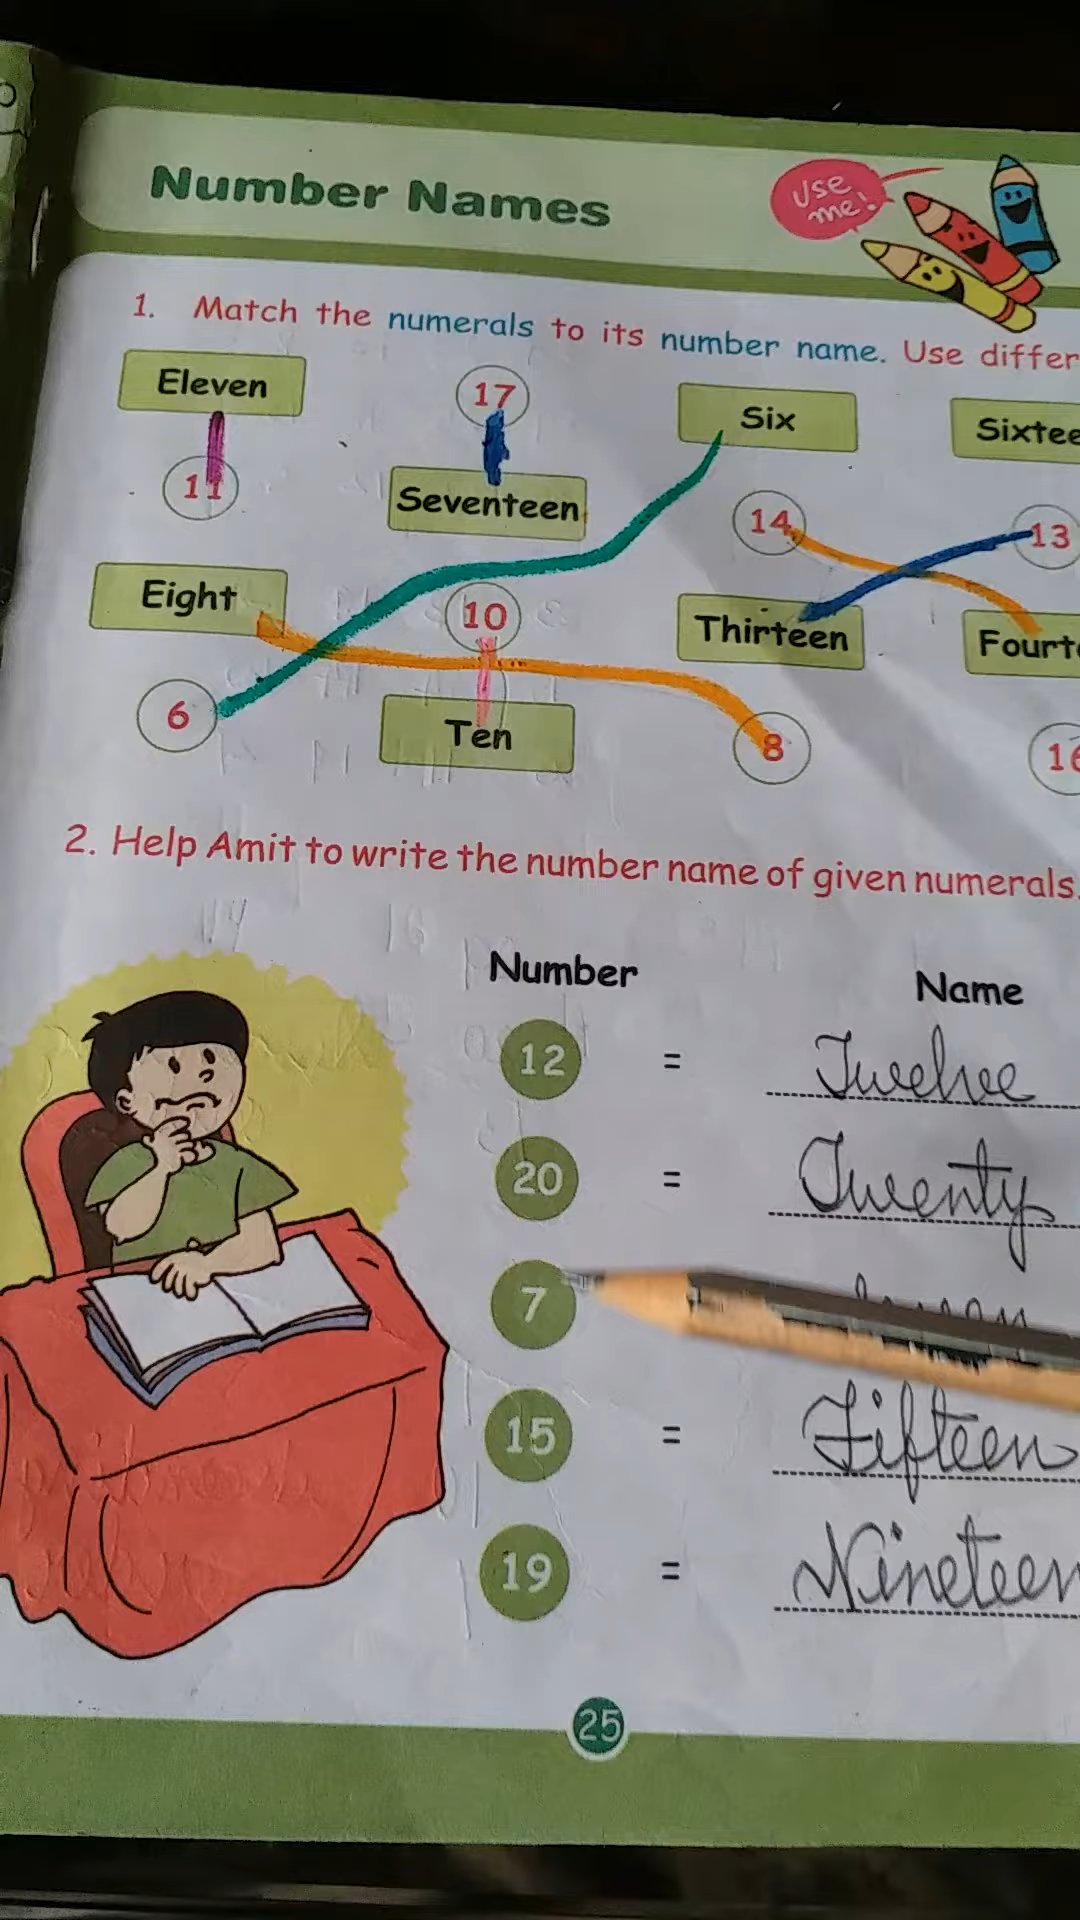 Number Names
Use me!
1. Match the numerals to its number name. Use differ
Eleven
17
Six
Sixtee
11
Seventeen
14
13
Eight
10
Thirteen
Fourt
6
Ten
8
16
2. Help Amit to write the number name of given numerals.
Number Name
12 = Twelve
20 = Twenty
7
15 = Fifteen
19 = Nineteen
25